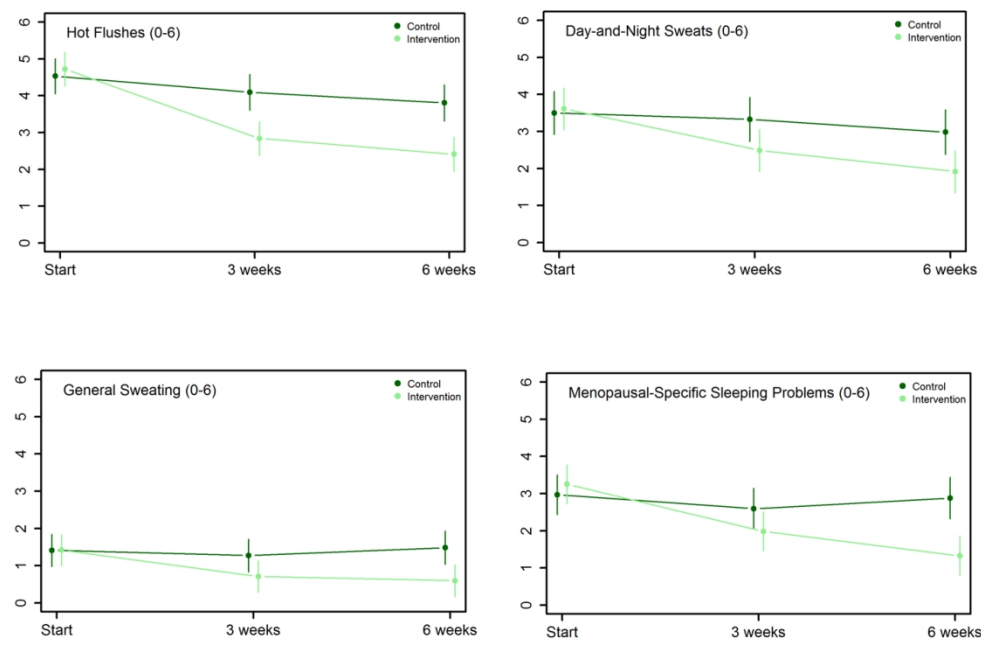 Hot Flushes (0-6)
Control
Intervention
6
5
4
3
2
1
0
Start
3 weeks
6 weeks
Day-and-Night Sweats (0-6)
Control
Intervention
6
5
4
3
2
1
0
Start
3 weeks
6 weeks
General Sweating (0-6)
Control
Intervention
6
5
4
3
2
1
0
Start
3 weeks
6 weeks
Menopausal-Specific Sleeping Problems (0-6)
Control
Intervention
6
5
4
3
2
1
0
Start
3 weeks
6 weeks